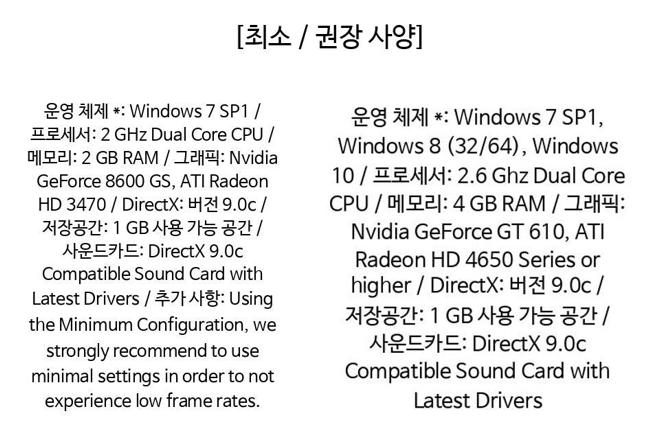 [최소 / 권장 사양]
운영 체제 *: Windows 7 SP1 /
프로세서: 2 GHz Dual Core CPU /
메모리: 2 GB RAM / 그래픽: Nvidia
GeForce 8600 GS, ATI Radeon
HD 3470 / DirectX: 버전 9.0c /
저장공간: 1 GB 사용 가능 공간 /
사운드카드: DirectX 9.0c
Compatible Sound Card with
Latest Drivers / 추가 사항: Using
the Minimum Configuration, we
strongly recommend to use
minimal settings in order to not
experience low frame rates.
운영 체제 *: Windows 7 SP1,
Windows 8 (32/64), Windows
10 / 프로세서: 2.6 Ghz Dual Core
CPU / 메모리: 4 GB RAM / 그래픽:
Nvidia GeForce GT 610, ATI
Radeon HD 4650 Series or
higher / DirectX: 버전 9.0c /
저장공간: 1 GB 사용 가능 공간 /
사운드카드: DirectX 9.0c
Compatible Sound Card with
Latest Drivers